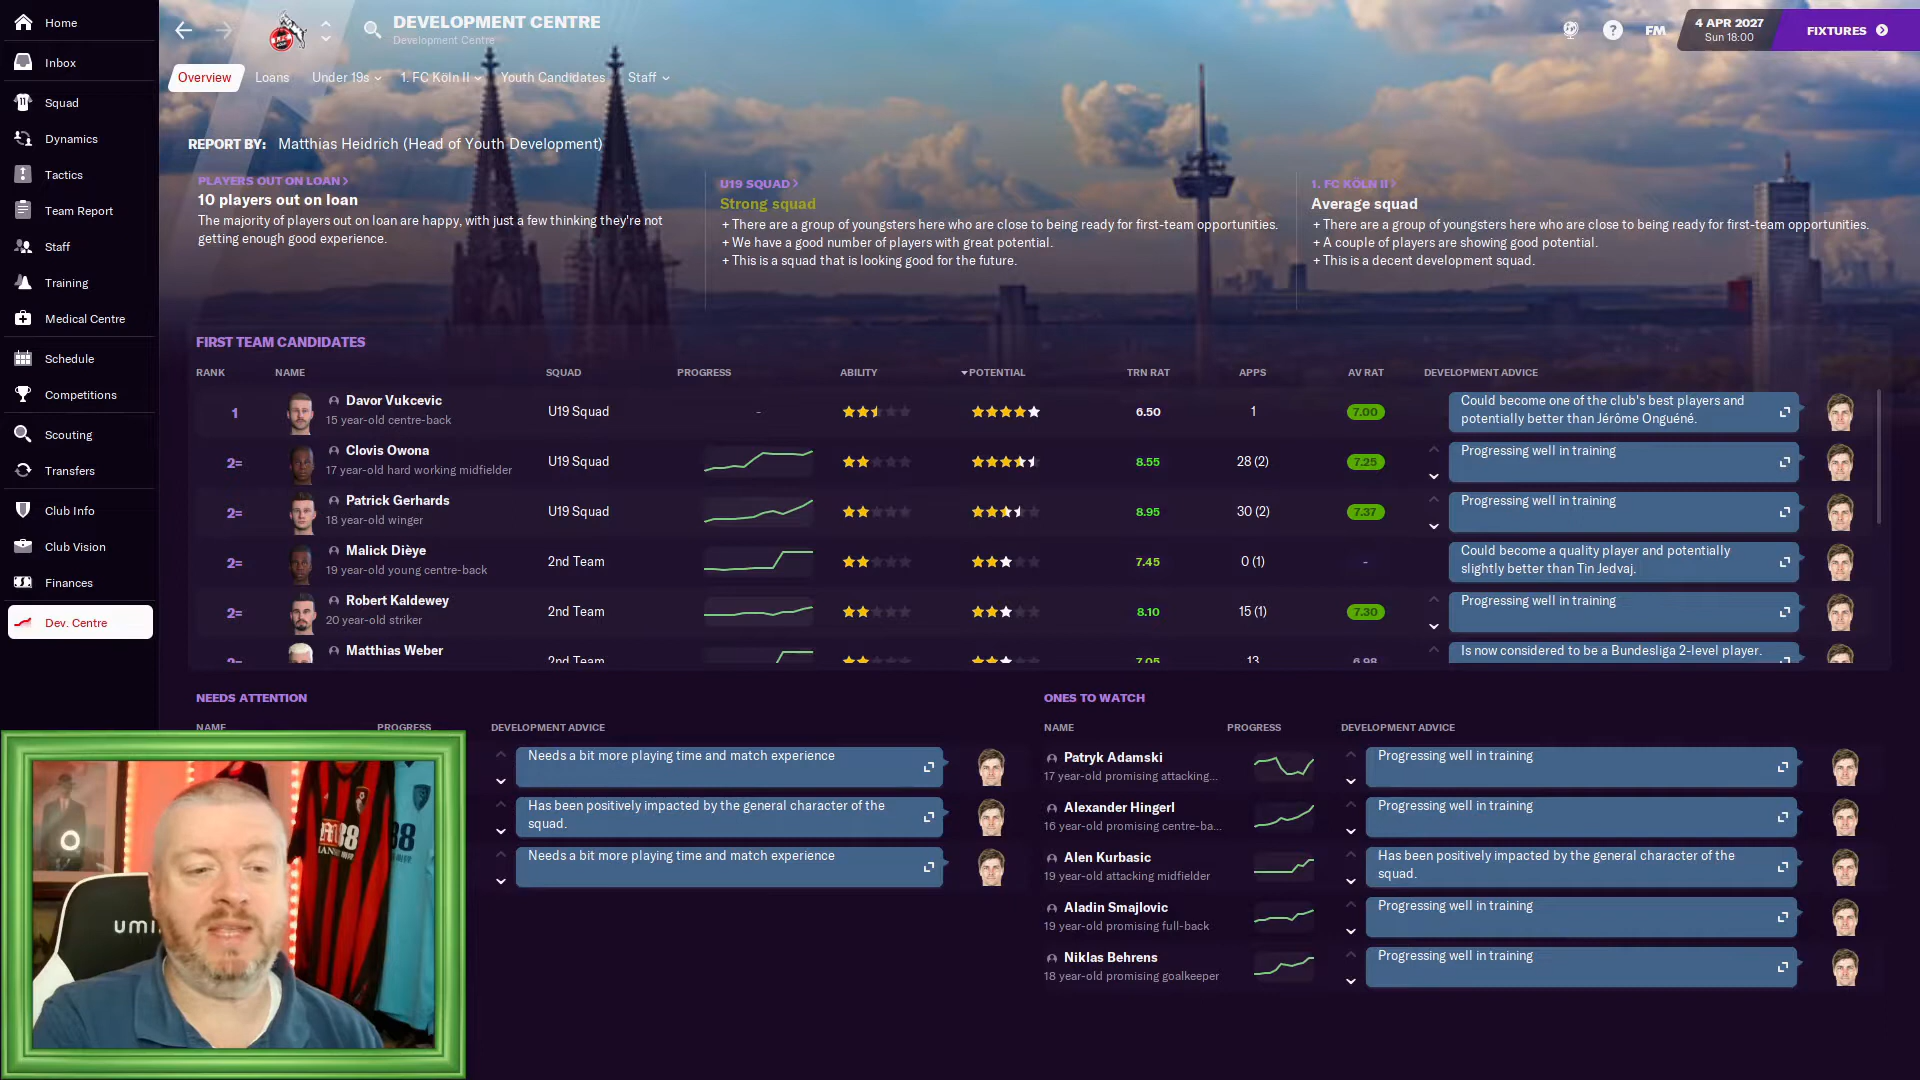 Home
Inbox
Squad
Dynamics
Tactics
Team Report
Staff
Training
Medical Centre
Schedule
Competitions
Scouting
Transfers
Club Info
Club Vision
Finances
Dev. Centre
DEVELOPMENT CENTRE
Development Centre
FM
4 APR 2027
Sun 18:00
FIXTURES
Overview Loans Under 19s 1. FC Köln II Youth Candidates Staff
REPORT BY: Matthias Heidrich (Head of Youth Development)
PLAYERS OUT ON LOAN >
10 players out on loan
The majority of players out on loan are happy, with just a few thinking they're not
getting enough good experience.
U19 SQUAD >
Strong squad
+ There are a group of youngsters here who are close to being ready for first-team opportunities.
+ We have a good number of players with great potential.
+ This is a squad that is looking good for the future.
1. FC KÖLN II >
Average squad
+ There are a group of youngsters here who are close to being ready for first-team opportunities.
+ A couple of players are showing good potential.
+ This is a decent development squad.
FIRST TEAM CANDIDATES
RANK NAME SQUAD PROGRESS ABILITY POTENTIAL TRN RAT APPS AV RAT DEVELOPMENT ADVICE
1 Davor Vukcevic U19 Squad - 6.50 1 7.00 Could become one of the club's best players and
15 year-old centre-back potentially better than Jérôme Onguéné.
2= Clovis Owona U19 Squad 8.55 28 (2) 7.25 Progressing well in training
17 year-old hard working midfielder
2= Patrick Gerhards U19 Squad 8.95 30 (2) 7.37 Progressing well in training
18 year-old winger
2= Malick Dièye 2nd Team 7.45 0 (1) - Could become a quality player and potentially
19 year-old young centre-back slightly better than Tin Jedvaj.
2= Robert Kaldewey 2nd Team 8.10 15 (1) 7.30 Progressing well in training
20 year-old striker
2= Matthias Weber 2nd Team 7.05 13 6.98 Is now considered to be a Bundesliga 2-level player.
NEEDS ATTENTION
NAME PROGRESS DEVELOPMENT ADVICE
Needs a bit more playing time and match experience
Has been positively impacted by the general character of the
squad.
Needs a bit more playing time and match experience
ONES TO WATCH
NAME PROGRESS DEVELOPMENT ADVICE
Patryk Adamski Progressing well in training
17 year-old promising attacking...
Alexander Hingerl Progressing well in training
16 year-old promising centre-ba...
Alen Kurbasic Has been positively impacted by the general character of the
19 year-old attacking midfielder squad.
Aladin Smajlovic Progressing well in training
19 year-old promising full-back
Niklas Behrens Progressing well in training
18 year-old promising goalkeeper
88
88
UMI